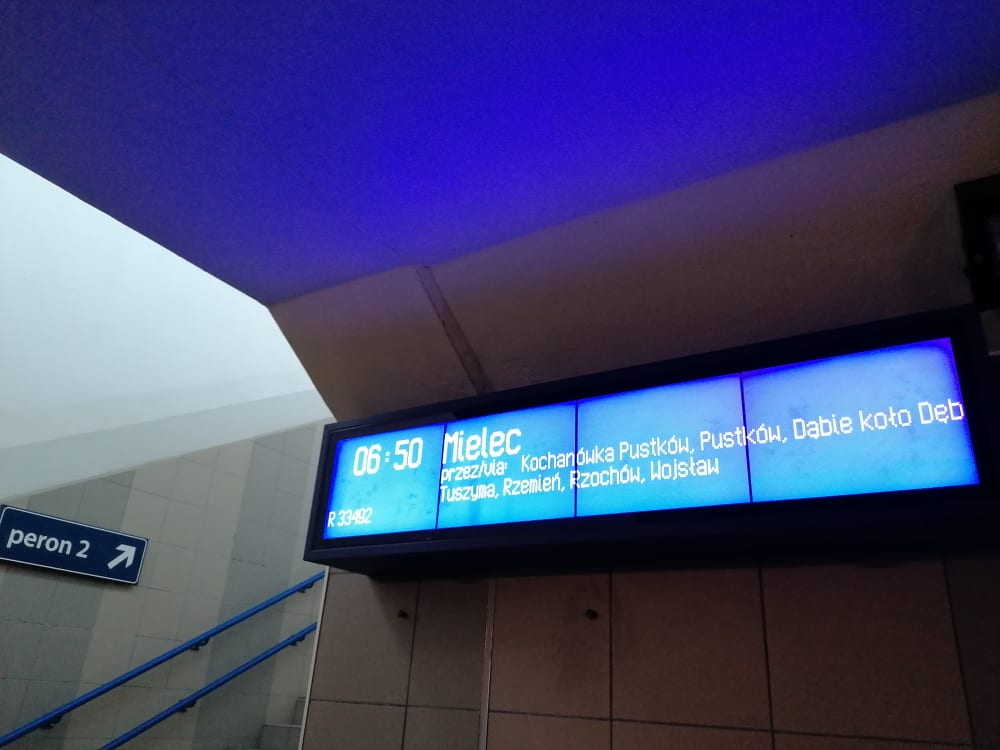 peron 2
06:50
Mielec
przez/via: Kochanówka Pustków, Pustków, Dąbie koło Dęb
Tuszyma, Rzemień, Rzochów, Wojsław
R 33492